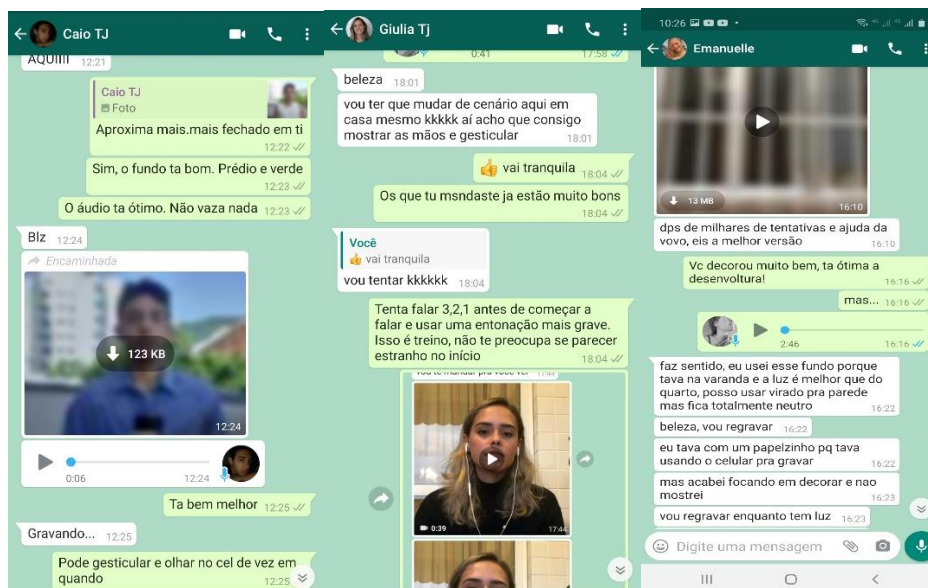 Caio TJ
AQUIIII 12:21
Caio TJ
Foto
Aproxima mais.mais fechado em ti
12:22
Sim, o fundo ta bom. Prédio e verde
12:23
O áudio ta ótimo. Não vaza nada 12:23
Blz 12:24
Encaminhada
123 KB
12:24
0:06 12:24
Ta bem melhor 12:25
Gravando... 12:25
Pode gesticular e olhar no cel de vez em
quando 12:25
Giulia Tj
0:41 17:58
beleza 18:01
vou ter que mudar de cenário aqui em
casa mesmo kkkkk aí acho que consigo
mostrar as mãos e gesticular 18:01
👍 vai tranquila 18:04
Os que tu msndaste ja estão muito bons
18:04
Você
👍 vai tranquila
vou tentar kkkkkk 18:04
Tenta falar 3,2,1 antes de começar a
falar e usar uma entonação mais grave.
Isso é treino, não te preocupa se parecer
estranho no início 18:04
vou te mandar pra você ver 17:44
0:39 17:44
10:26
Emanuelle
13 MB 16:10
dps de milhares de tentativas e ajuda da
vovo, eis a melhor versão 16:10
Vc decorou muito bem, ta ótima a
desenvoltura! 16:16
mas... 16:16
2:46 16:16
faz sentido, eu usei esse fundo porque
tava na varanda e a luz é melhor que do
quarto, posso usar virado pra parede
mas fica totalmente neutro 16:22
beleza, vou regravar 16:22
eu tava com um papelzinho pq tava
usando o celular pra gravar 16:22
mas acabei focando em decorar e nao
mostrei 16:23
vou regravar enquanto tem luz 16:23
Digite uma mensagem